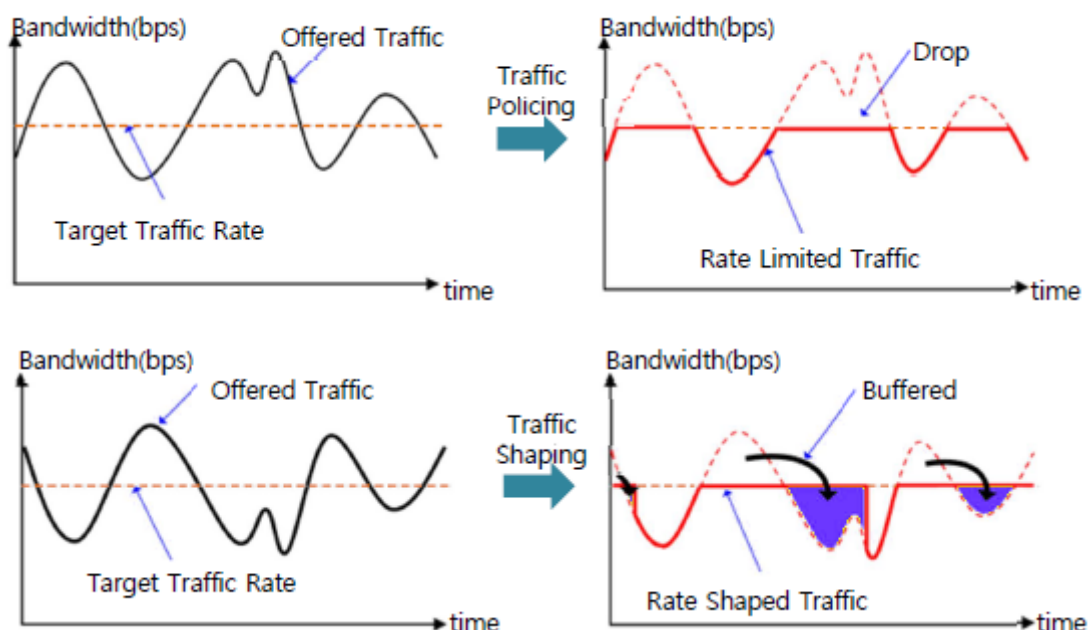 Bandwidth(bps)
Offered Traffic
Target Traffic Rate
time
Traffic
Policing
Bandwidth(bps)
Drop
Rate Limited Traffic
time
Bandwidth(bps)
Offered Traffic
Target Traffic Rate
time
Traffic
Shaping
Bandwidth(bps)
Buffered
Rate Shaped Traffic
time